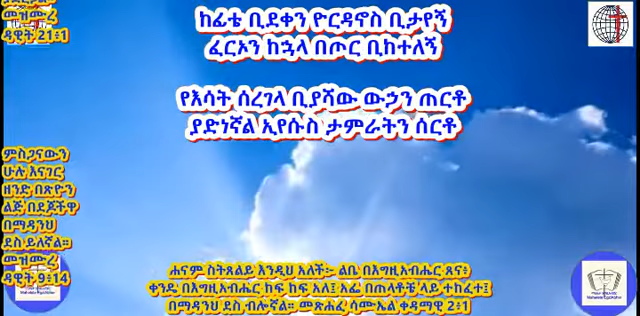 መዝሙረ
ዳዊት 21፥1
ከፊቴ ቢደቀን ዮርዳኖስ ቢታየኝ
ፈርኦን ከኋላ በጦር ቢከተለኝ
የእሳት ሰረገላ ቢያሻው ውኃን ጠርቶ
ያድነኛል ኢየሱስ ታምራትን ሰርቶ
ምስጋናውን
ሁሉ እናገር
ዘንድ በጽዮን
ልጅ በደጆችዋ
በማዳንህ
ደስ ይለኛል።
መዝሙረ
ዳዊት 9፥14
ሐናም ስትጸልይ እንዲህ አለች፦ ልቤ በእግዚአብሔር ጸና፥
ቀንዴ በእግዚአብሔር ከፍ ከፍ አለ፤ አፌ በጠላቶቼ ላይ ተከፈተ፤
በማዳንህ ደስ ብሎኛል። መጽሐፈ ሳሙኤል ቀዳማዊ 2፥1